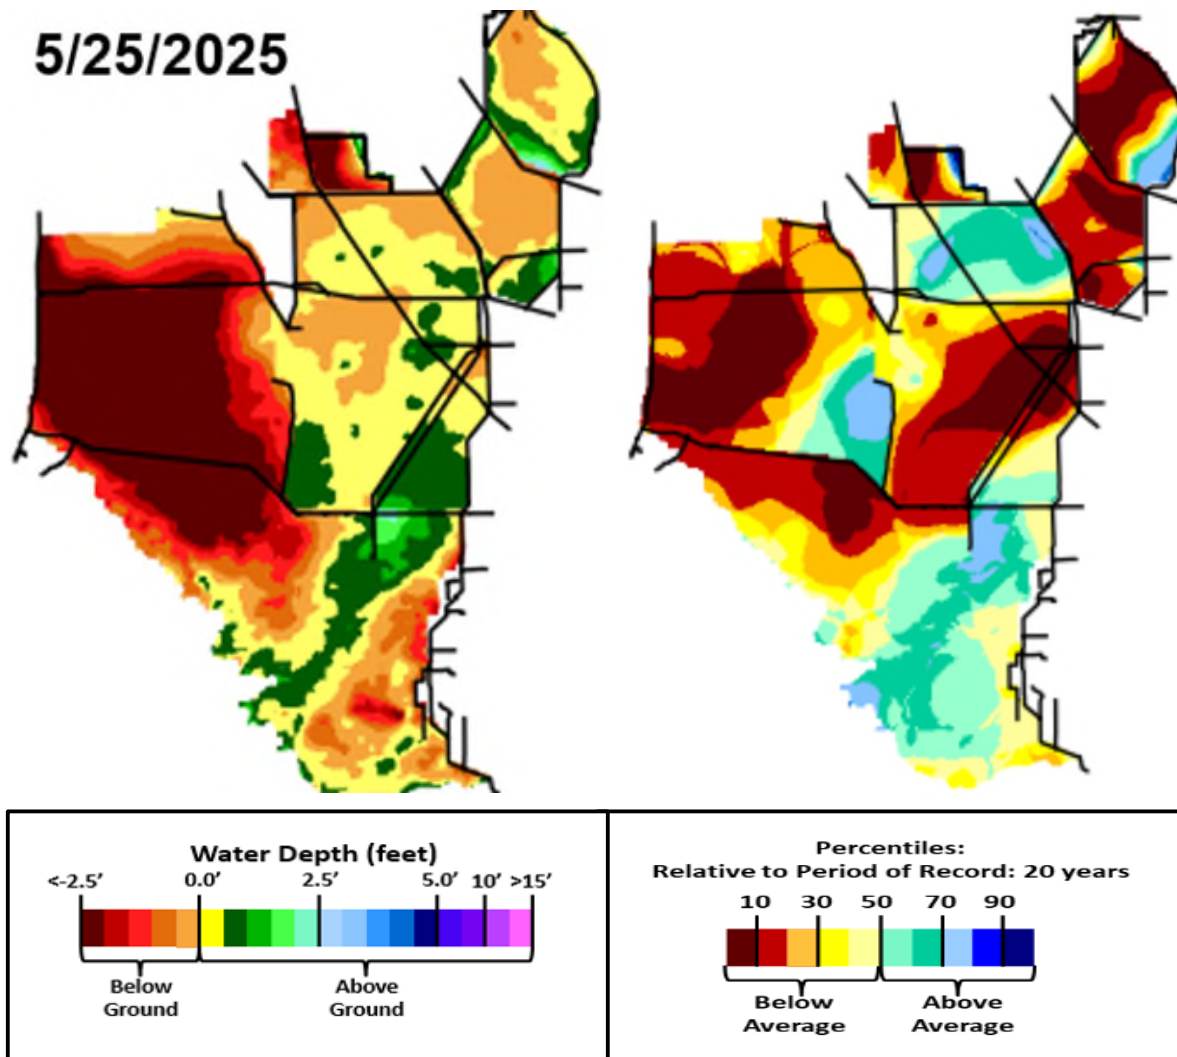 5/25/2025
Water Depth (feet)
<-2.5' 0.0' 2.5' 5.0' 10' >15'
Below
Ground
Above
Ground
Percentiles:
Relative to Period of Record: 20 years
10 30 50 70 90
Below
Average
Above
Average